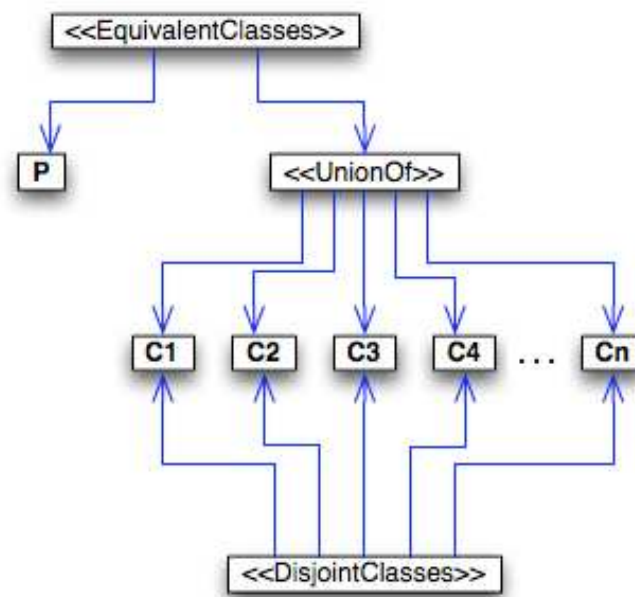 <<EquivalentClasses>>
P
<<UnionOf>>
C1 C2 C3 C4 ... Cn
<<DisjointClasses>>